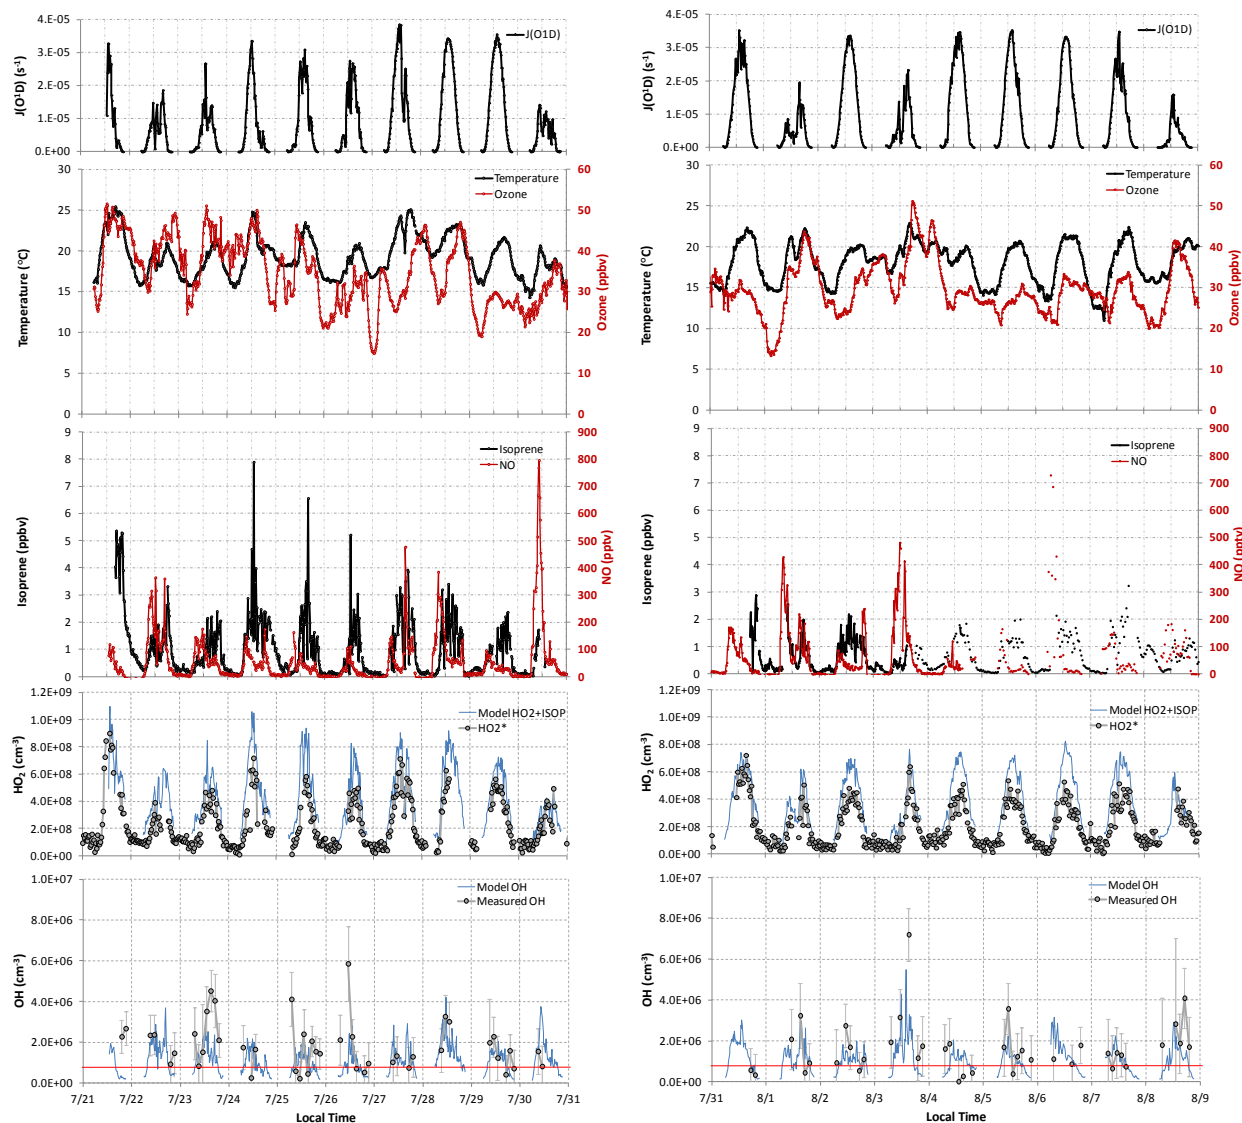 J(O1D)
J(O¹D) (s⁻¹)
4.E-05
3.E-05
2.E-05
1.E-05
0.E+00
Temperature
Ozone
Temperature (°C)
30
25
20
15
10
5
0
Ozone (ppbv)
60
50
40
30
20
10
0
Isoprene
NO
Isoprene (ppbv)
9
8
7
6
5
4
3
2
1
0
NO (pptv)
900
800
700
600
500
400
300
200
100
0
Model HO2+ISOP
HO2*
HO₂ (cm⁻³)
1.2E+09
1.0E+09
8.0E+08
6.0E+08
4.0E+08
2.0E+08
0.0E+00
Model OH
Measured OH
OH (cm⁻³)
1.0E+07
8.0E+06
6.0E+06
4.0E+06
2.0E+06
0.0E+00
7/21 7/22 7/23 7/24 7/25 7/26 7/27 7/28 7/29 7/30 7/31
Local Time
J(O1D)
J(O¹D) (s⁻¹)
4.E-05
3.E-05
2.E-05
1.E-05
0.E+00
Temperature
Ozone
Temperature (°C)
30
25
20
15
10
5
0
Ozone (ppbv)
60
50
40
30
20
10
0
Isoprene
NO
Isoprene (ppbv)
9
8
7
6
5
4
3
2
1
0
NO (pptv)
900
800
700
600
500
400
300
200
100
0
Model HO2+ISOP
HO2*
HO₂ (cm⁻³)
1.2E+09
1.0E+09
8.0E+08
6.0E+08
4.0E+08
2.0E+08
0.0E+00
Model OH
Measured OH
OH (cm⁻³)
1.0E+07
8.0E+06
6.0E+06
4.0E+06
2.0E+06
0.0E+00
7/31 8/1 8/2 8/3 8/4 8/5 8/6 8/7 8/8 8/9
Local Time